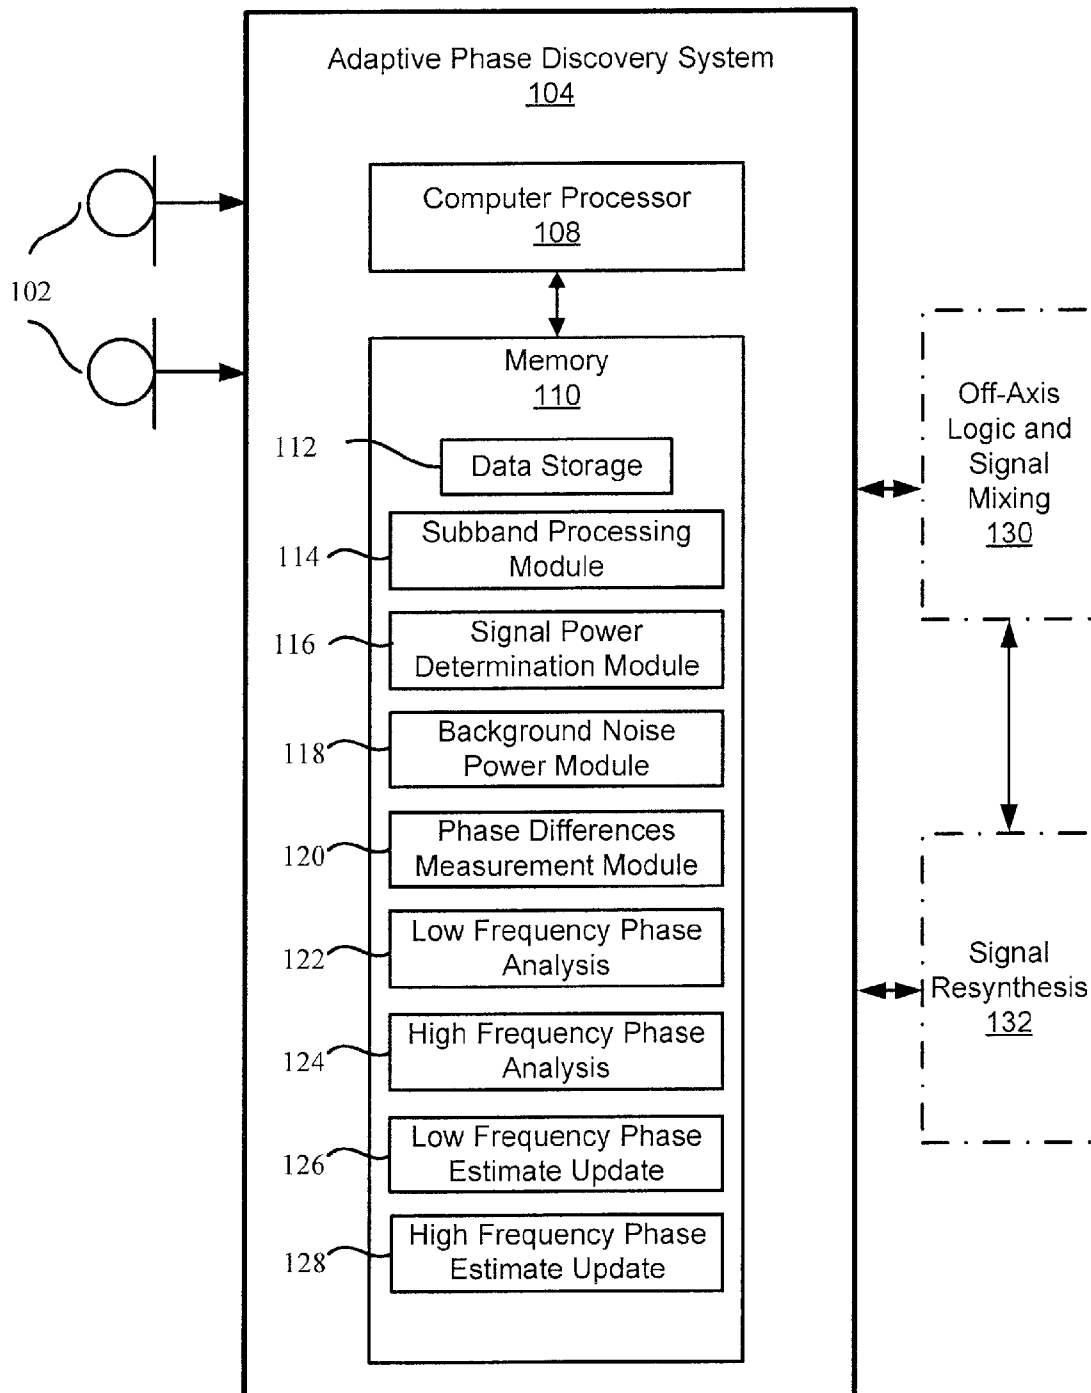 Adaptive Phase Discovery System
104
Computer Processor
108
102
Memory
110
112
Data Storage
114
Subband Processing
Module
116
Signal Power
Determination Module
118
Background Noise
Power Module
120
Phase Differences
Measurement Module
122
Low Frequency Phase
Analysis
124
High Frequency Phase
Analysis
126
Low Frequency Phase
Estimate Update
128
High Frequency Phase
Estimate Update
Off-Axis
Logic and
Signal
Mixing
130
Signal
Resynthesis
132